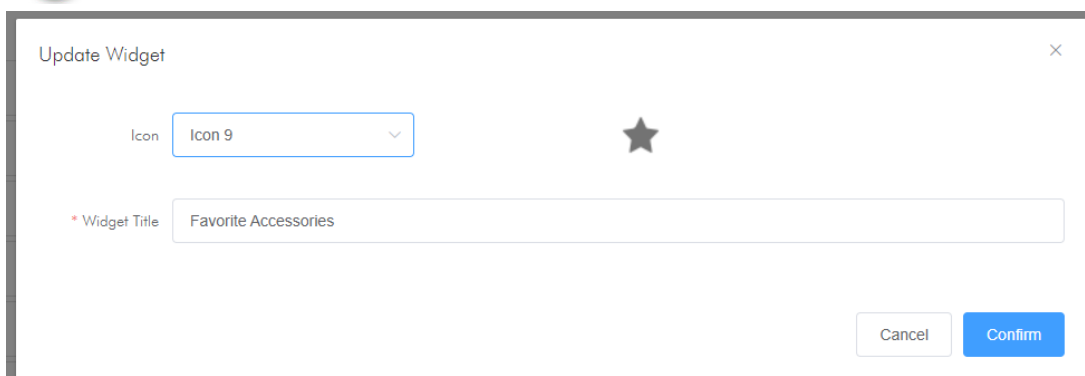 Update Widget
Icon
Icon 9
* Widget Title
Favorite Accessories
Cancel
Confirm